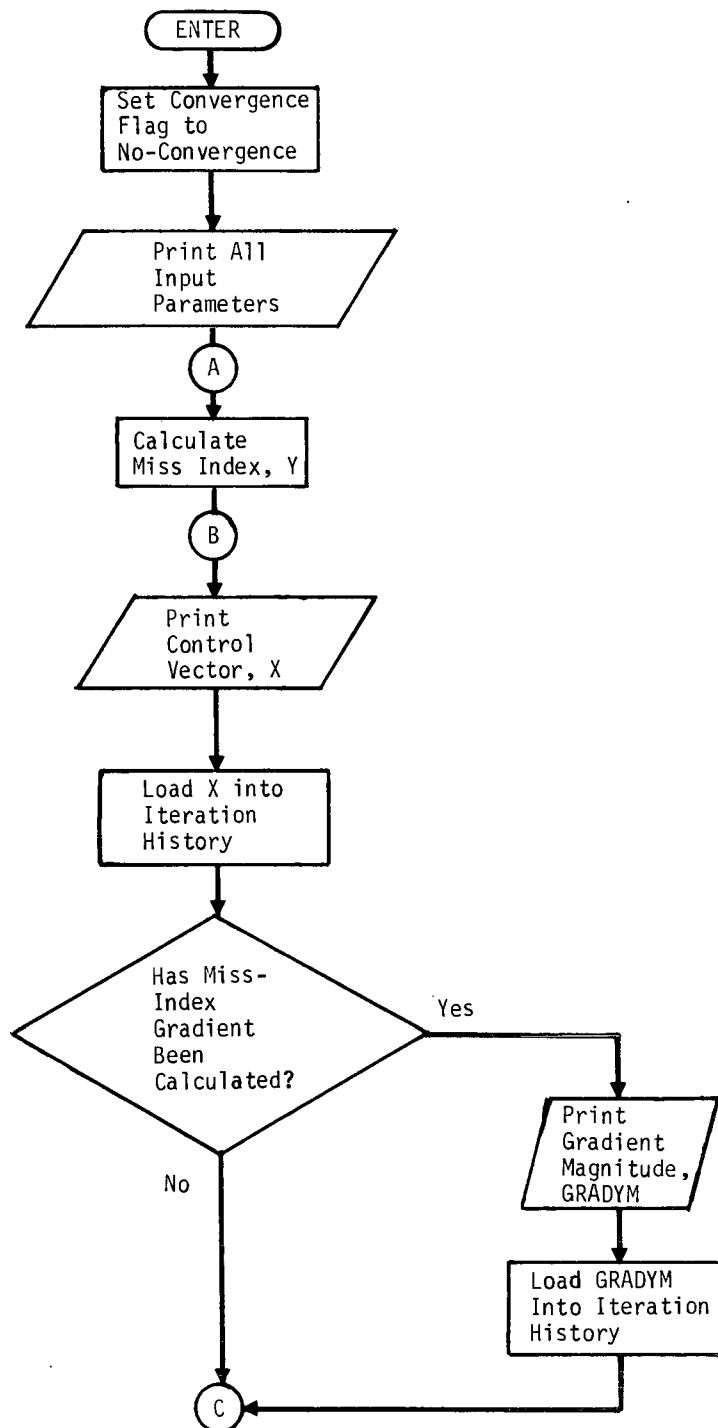 ENTER
Set Convergence
Flag to
No-Convergence
Print All
Input
Parameters
A
Calculate
Miss Index, Y
B
Print
Control
Vector, X
Load X into
Iteration
History
Has Miss-
Index
Gradient
Been
Calculated?
Yes
No
Print
Gradient
Magnitude,
GRADYM
Load GRADYM
Into Iteration
History
C